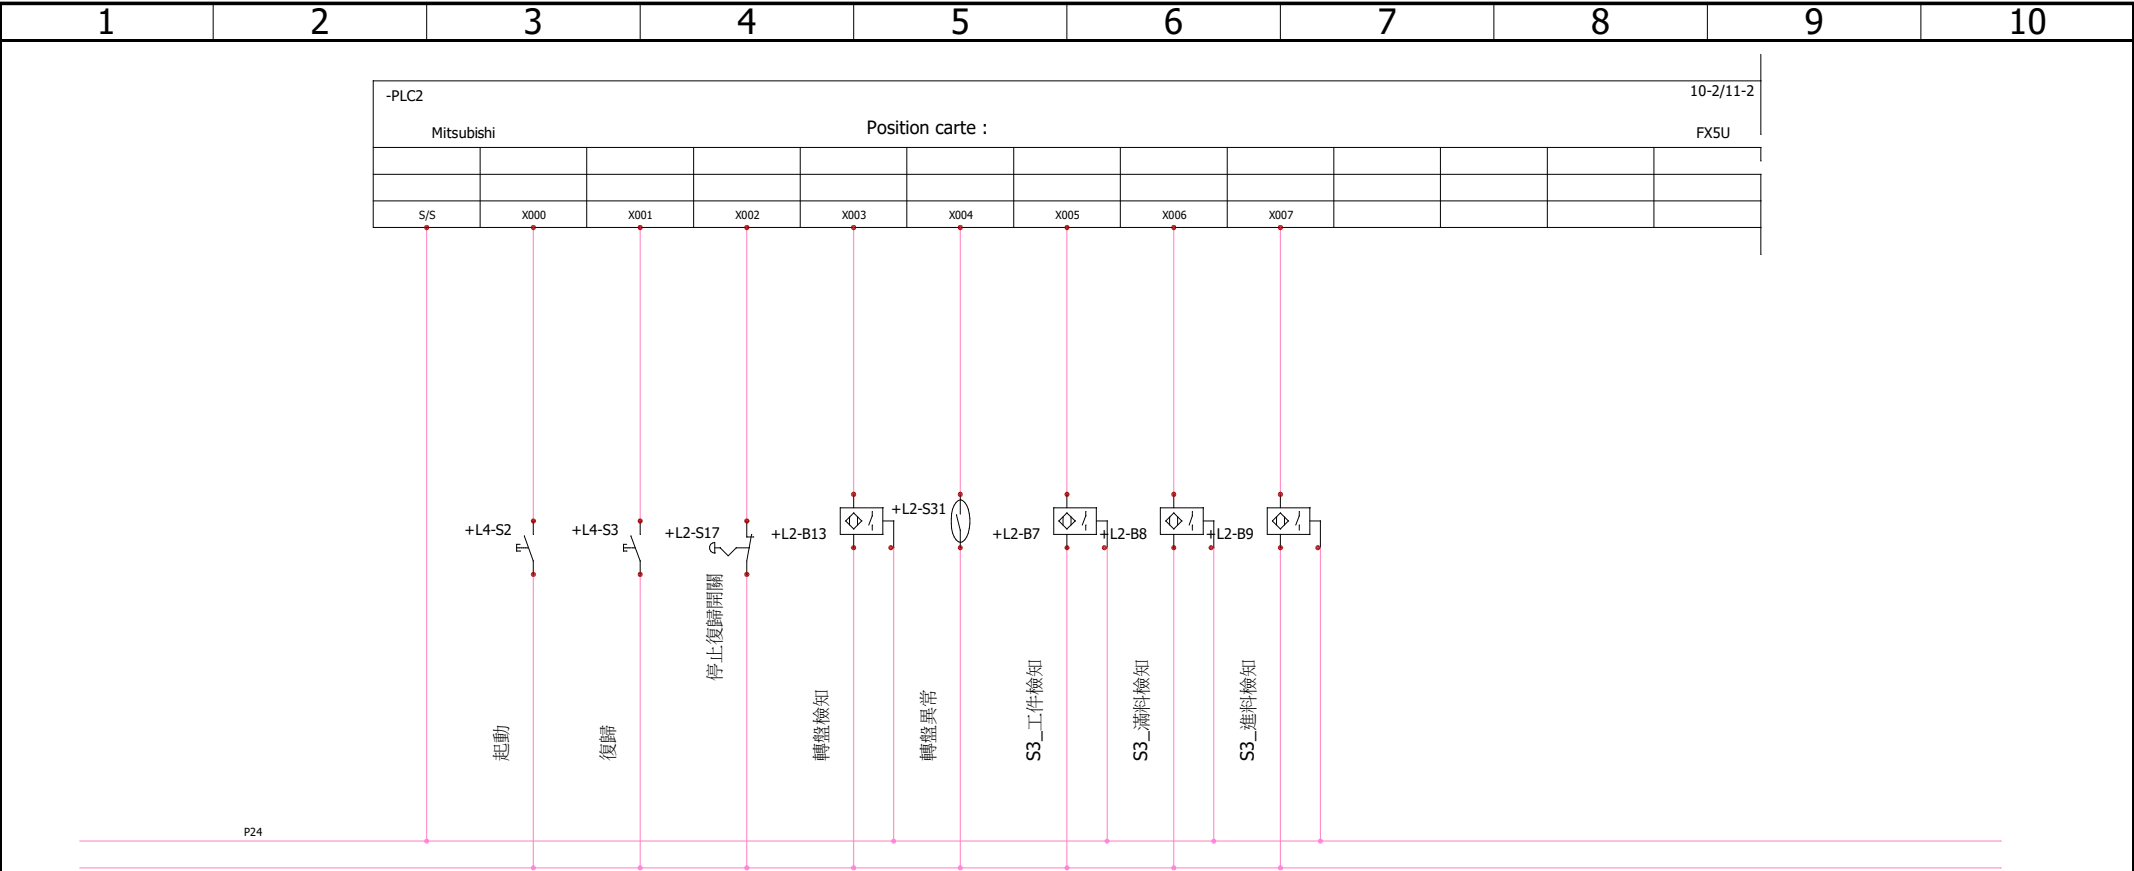 1 2 3 4 5 6 7 8 9 10
-PLC2 10-2/11-2
Mitsubishi Position carte : FX5U
S/S X000 X001 X002 X003 X004 X005 X006 X007
+L4-S2
+L4-S3
+L2-S17
+L2-B13
+L2-S31
+L2-B7
+L2-B8
+L2-B9
起動
復歸
停止復歸開關
轉盤檢知
轉盤異常
S3_工件檢知
S3_滿料檢知
S3_進料檢知
P24